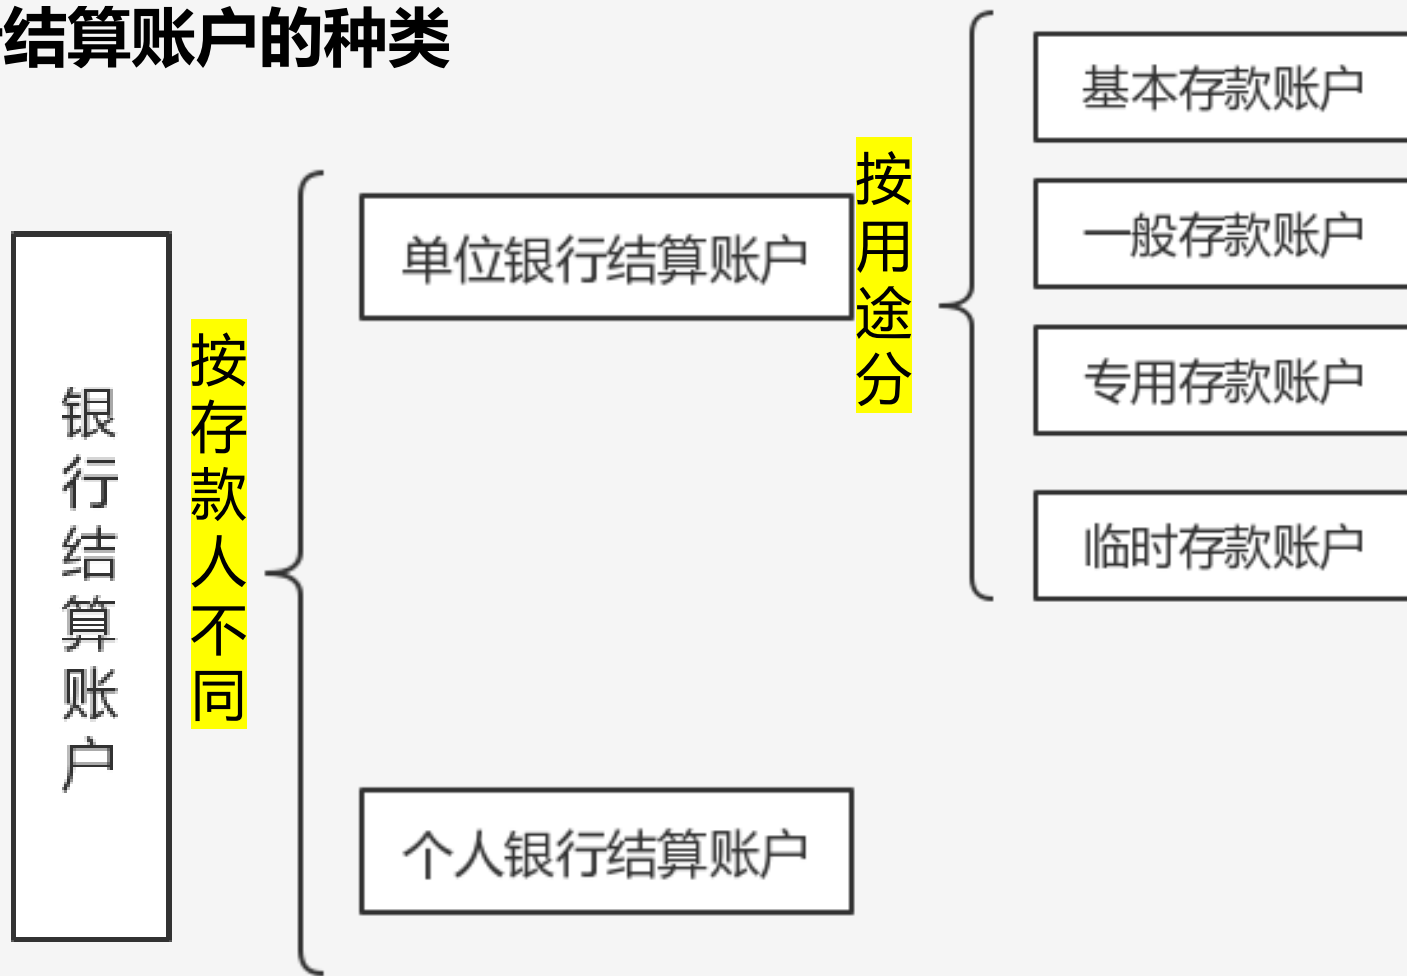 结算账户的种类
银行结算账户
按存款人不同
单位银行结算账户
个人银行结算账户
按用途分
基本存款账户
一般存款账户
专用存款账户
临时存款账户